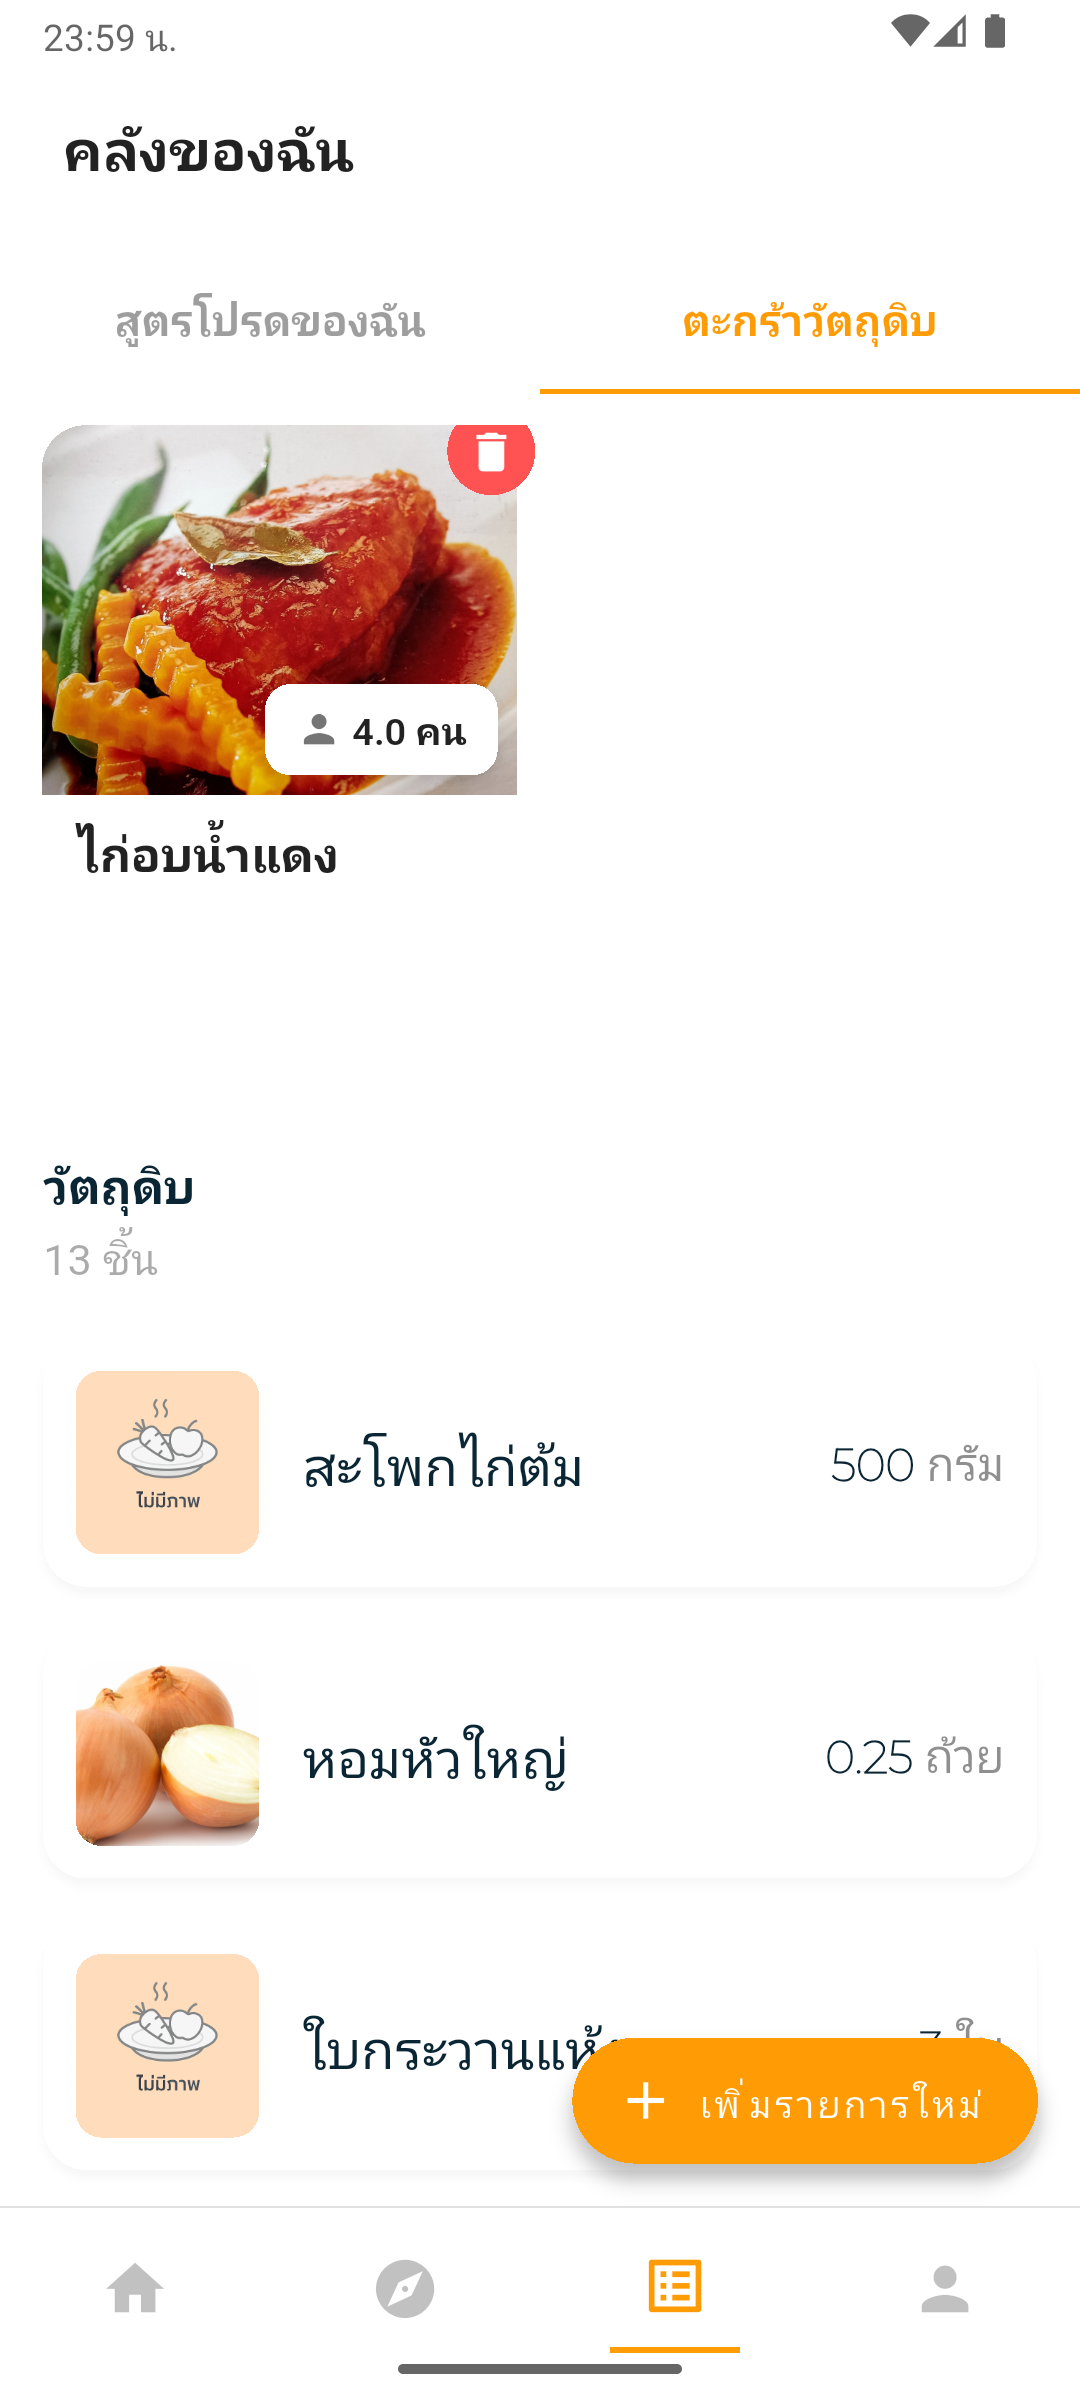 23:59 น.
คลังของฉัน
สูตรโปรดของฉัน
ตะกร้าวัตถุดิบ
4.0 คน
ไก่อบน้ำแดง
วัตถุดิบ
13 ชิ้น
ไม่มีภาพ
สะโพกไก่ต้ม
500 กรัม
หอมหัวใหญ่
0.25 ถ้วย
ไม่มีภาพ
ใบกระวานแห้
เพิ่มรายการใหม่